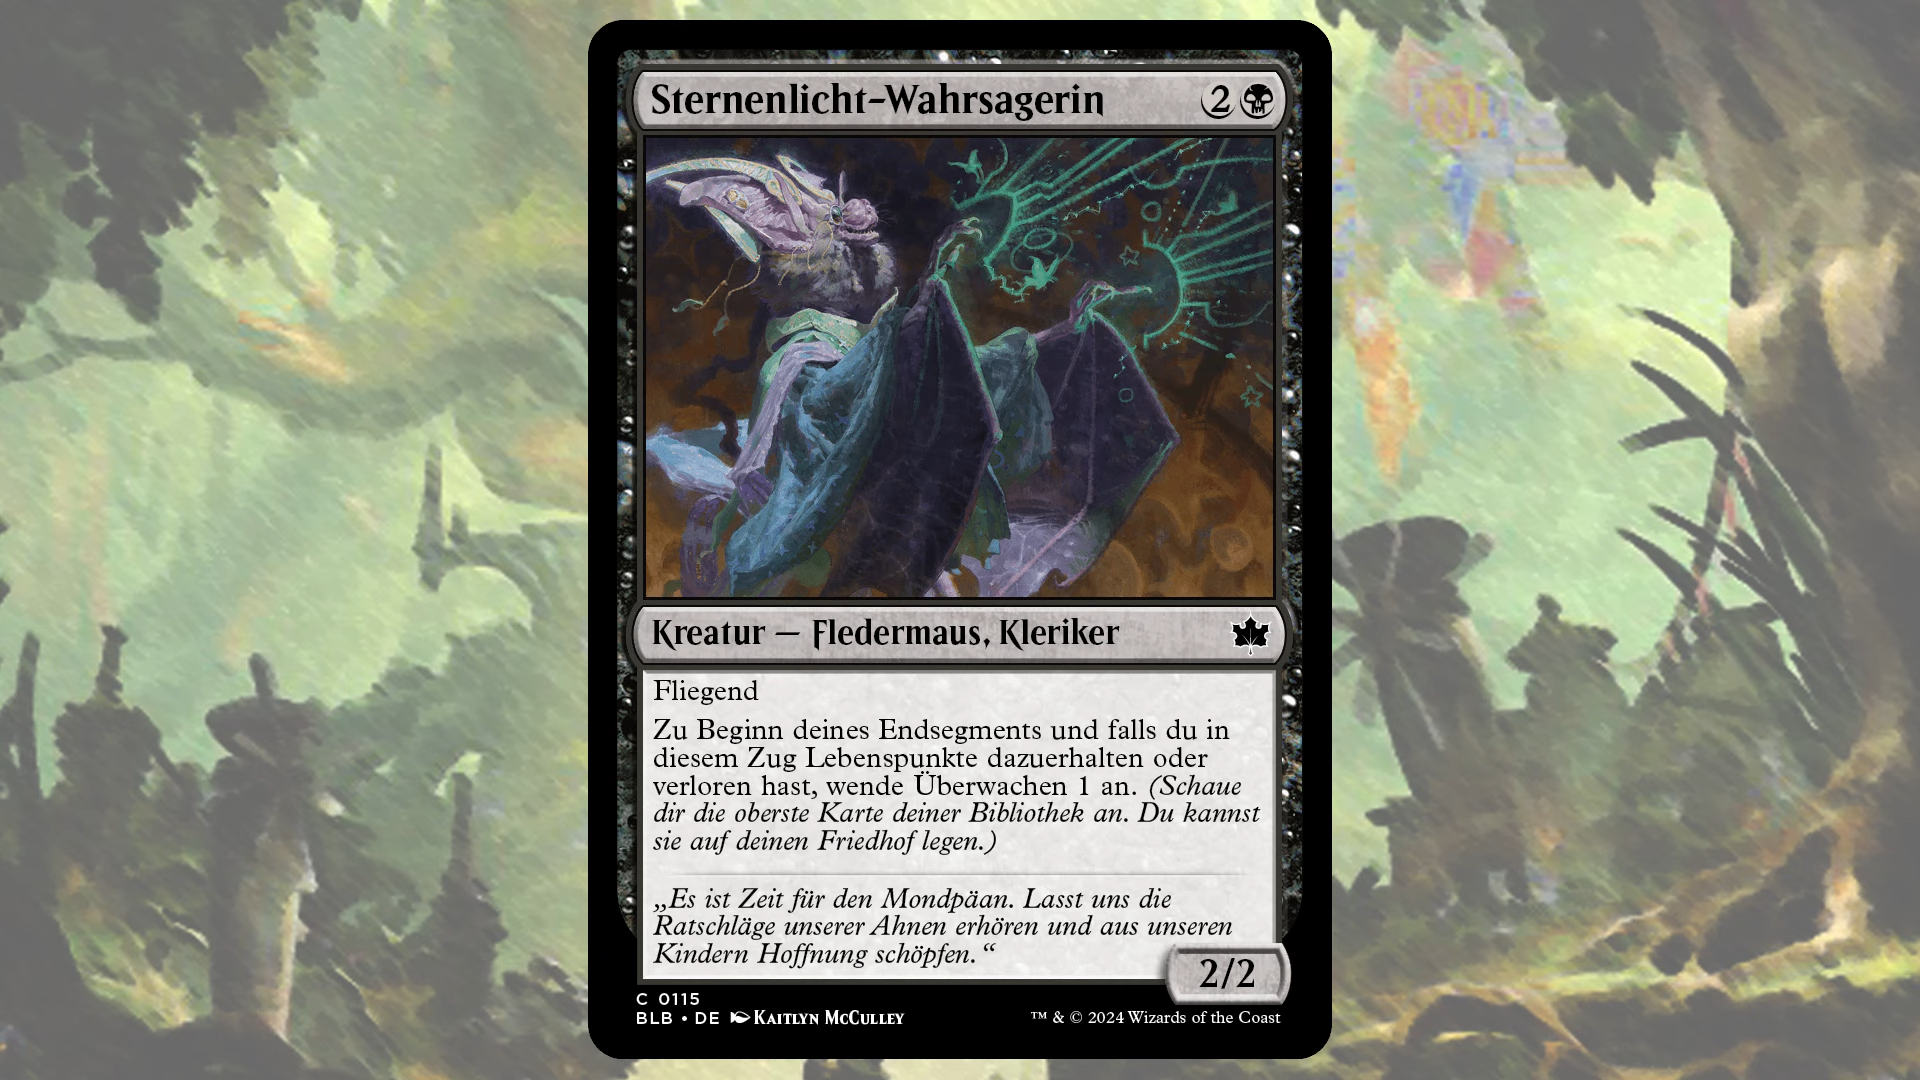 Sternenlicht-Wahrsagerin 2
Kreatur — Fledermaus, Kleriker
Fliegend
Zu Beginn deines Endsegments und falls du in
diesem Zug Lebenspunkte dazuerhalten oder
verloren hast, wende Überwachen 1 an. (Schaue
dir die oberste Karte deiner Bibliothek an. Du kannst
sie auf deinen Friedhof legen.)
„Es ist Zeit für den Mondpäan. Lasst uns die
Ratschläge unserer Ahnen erhören und aus unseren
Kindern Hoffnung schöpfen.“
2/2
C 0115
BLB • DE Kaitlyn McCulley
™ & © 2024 Wizards of the Coast